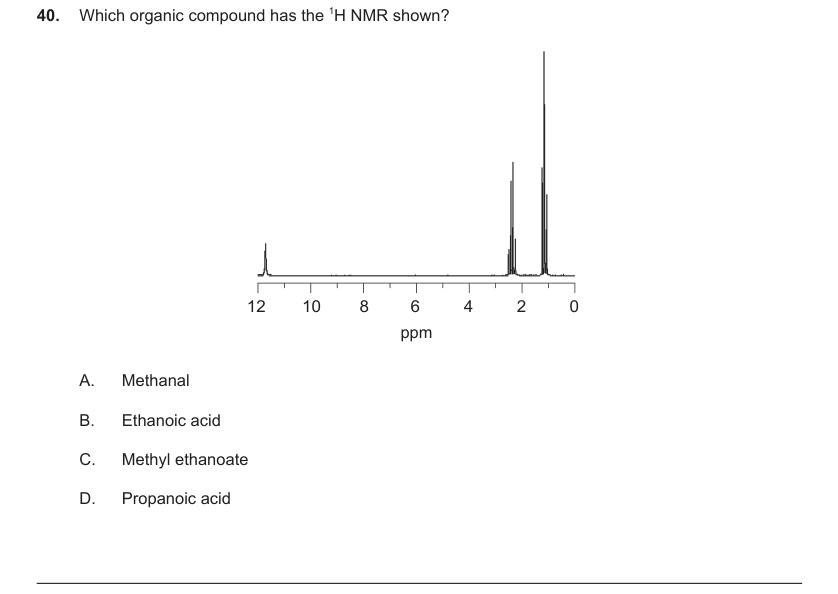 40. Which organic compound has the ¹H NMR shown?
12 10 8 6 4 2 0
ppm
A. Methanal
B. Ethanoic acid
C. Methyl ethanoate
D. Propanoic acid